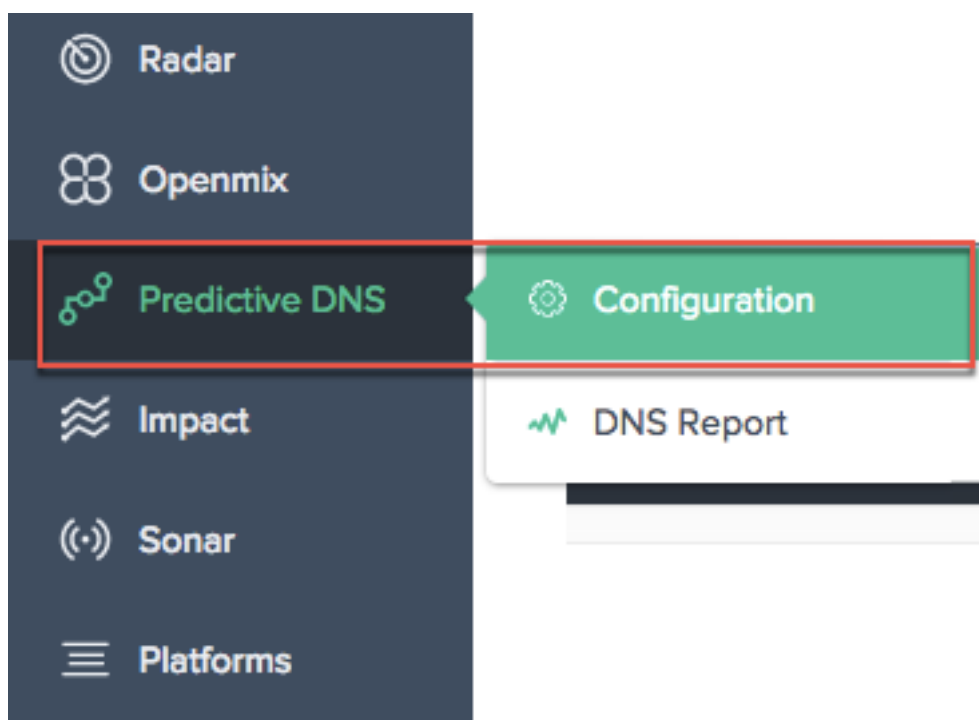 Radar
Openmix
Predictive DNS
Configuration
Impact
DNS Report
Sonar
Platforms